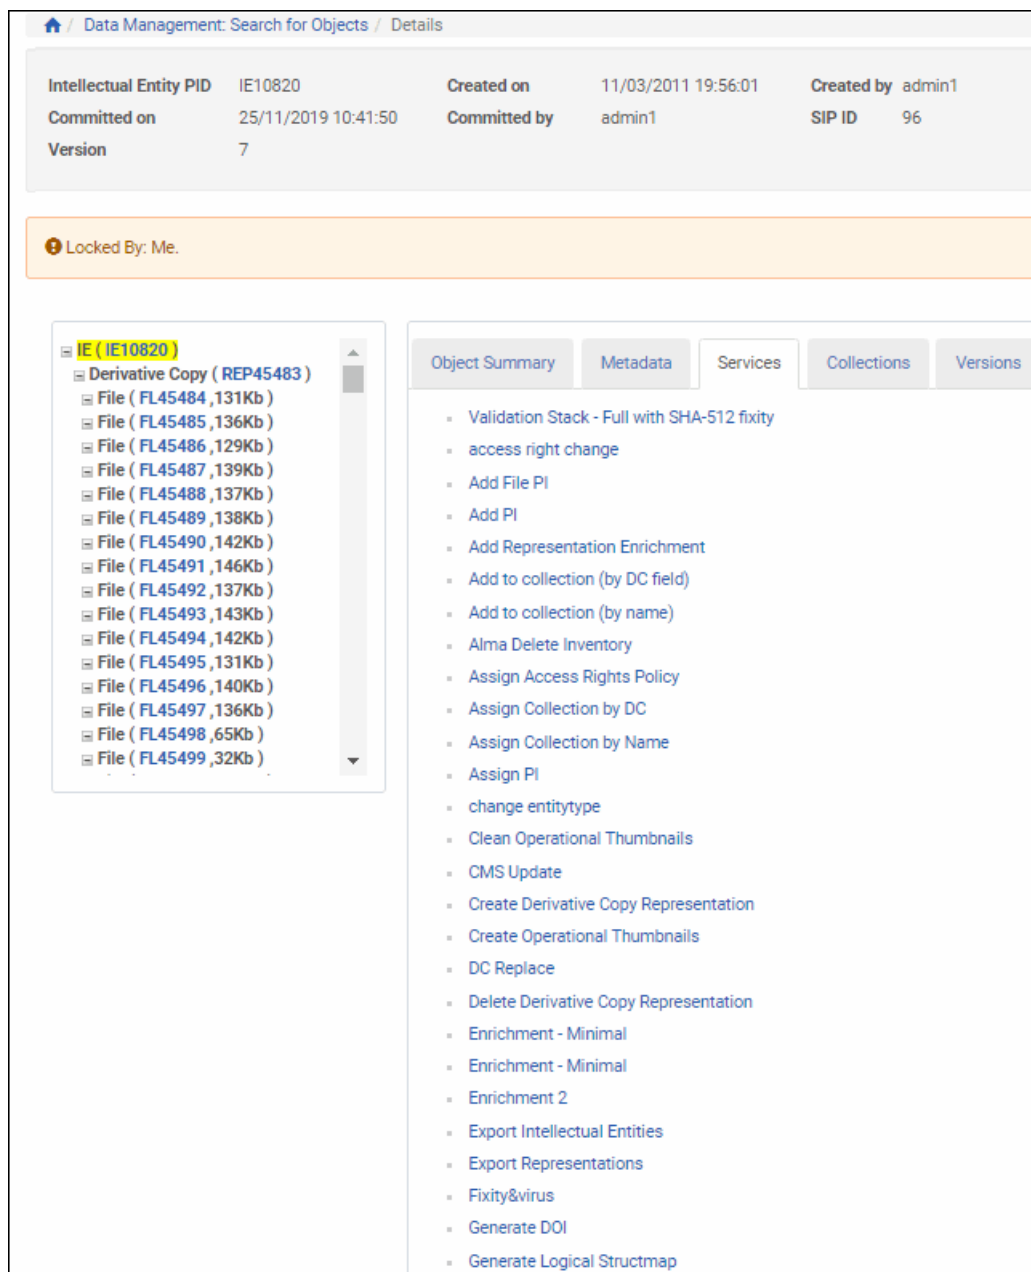 / Data Management: Search for Objects / Details
Intellectual Entity PID IE10820 Created on 11/03/2011 19:56:01 Created by admin1
Committed on 25/11/2019 10:41:50 Committed by admin1 SIP ID 96
Version 7
Locked By: Me.
IE ( IE10820 )
Derivative Copy ( REP45483 )
File ( FL45484 ,131Kb )
File ( FL45485 ,136Kb )
File ( FL45486 ,129Kb )
File ( FL45487 ,139Kb )
File ( FL45488 ,137Kb )
File ( FL45489 ,138Kb )
File ( FL45490 ,142Kb )
File ( FL45491 ,146Kb )
File ( FL45492 ,137Kb )
File ( FL45493 ,143Kb )
File ( FL45494 ,142Kb )
File ( FL45495 ,131Kb )
File ( FL45496 ,140Kb )
File ( FL45497 ,136Kb )
File ( FL45498 ,65Kb )
File ( FL45499 ,32Kb )
Object Summary Metadata Services Collections Versions
Validation Stack - Full with SHA-512 fixity
access right change
Add File PI
Add PI
Add Representation Enrichment
Add to collection (by DC field)
Add to collection (by name)
Alma Delete Inventory
Assign Access Rights Policy
Assign Collection by DC
Assign Collection by Name
Assign PI
change entitytype
Clean Operational Thumbnails
CMS Update
Create Derivative Copy Representation
Create Operational Thumbnails
DC Replace
Delete Derivative Copy Representation
Enrichment - Minimal
Enrichment - Minimal
Enrichment 2
Export Intellectual Entities
Export Representations
Fixity&virus
Generate DOI
Generate Logical Structmap